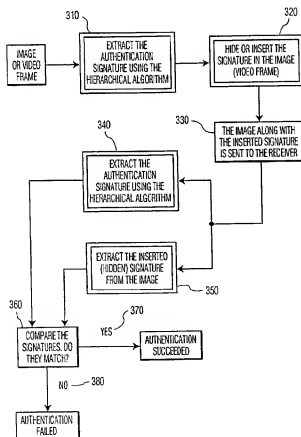 310
320
IMAGE
OR VIDEO
FRAME
EXTRACT THE
AUTHENTICATION
SIGNATURE USING THE
HIERARCHICAL ALGORITHM
HIDE OR INSERT THE
SIGNATURE IN THE IMAGE
(VIDEO FRAME)
330
THE IMAGE ALONG WITH
THE INSERTED SIGNATURE
IS SENT TO THE RECEIVER
340
EXTRACT THE
AUTHENTICATION
SIGNATURE USING THE
HIERARCHICAL ALGORITHM
EXTRACT THE INSERTED
(HIDDEN) SIGNATURE
FROM THE IMAGE
350
360
370
COMPARE THE
SIGNATURES. DO
THEY MATCH?
YES
AUTHENTICATION
SUCCEEDED
NO
380
AUTHENTICATION
FAILED